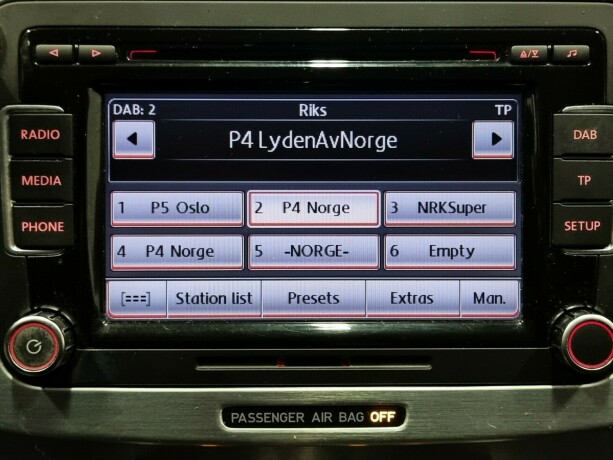 DAB: 2 Riks TP
P4 LydenAvNorge
RADIO
MEDIA
PHONE
DAB
TP
SETUP
1 P5 Oslo
2 P4 Norge
3 NRKSuper
4 P4 Norge
5 -NORGE-
6 Empty
Station list
Presets
Extras
Man.
PASSENGER AIR BAG OFF